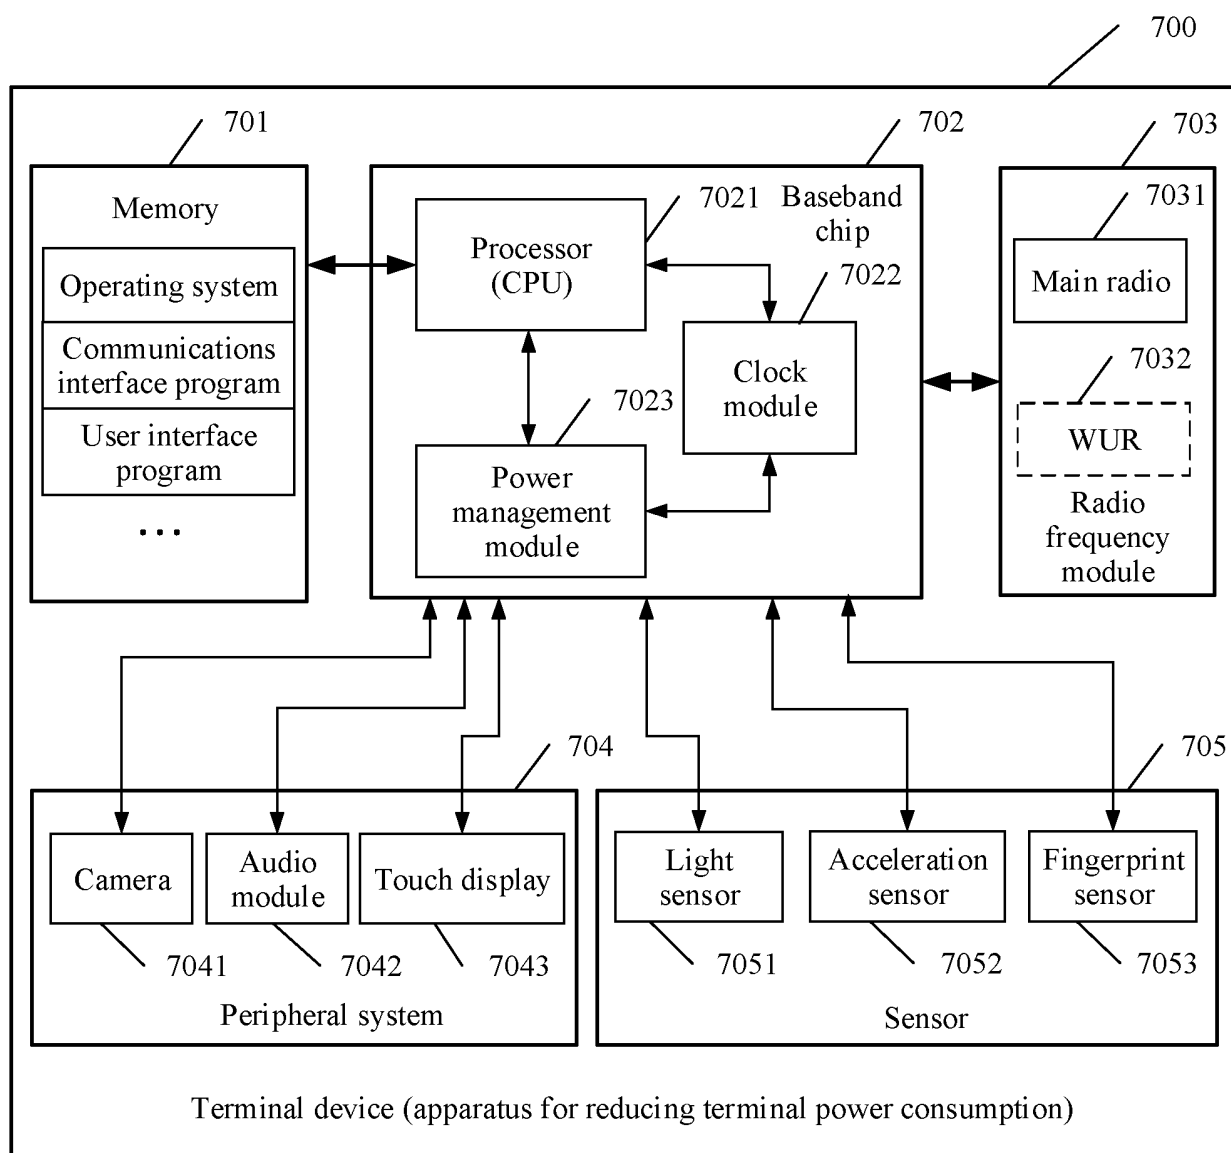 700
701
702
703
Memory
Operating system
Communications
interface program
User interface
program
...
7021
Baseband
chip
Processor
(CPU)
7022
Clock
module
7023
Power
management
module
7031
Main radio
7032
WUR
Radio
frequency
module
704
705
Camera
Audio
module
Touch display
7041
7042
7043
Peripheral system
Light
sensor
Acceleration
sensor
Fingerprint
sensor
7051
7052
7053
Sensor
Terminal device (apparatus for reducing terminal power consumption)